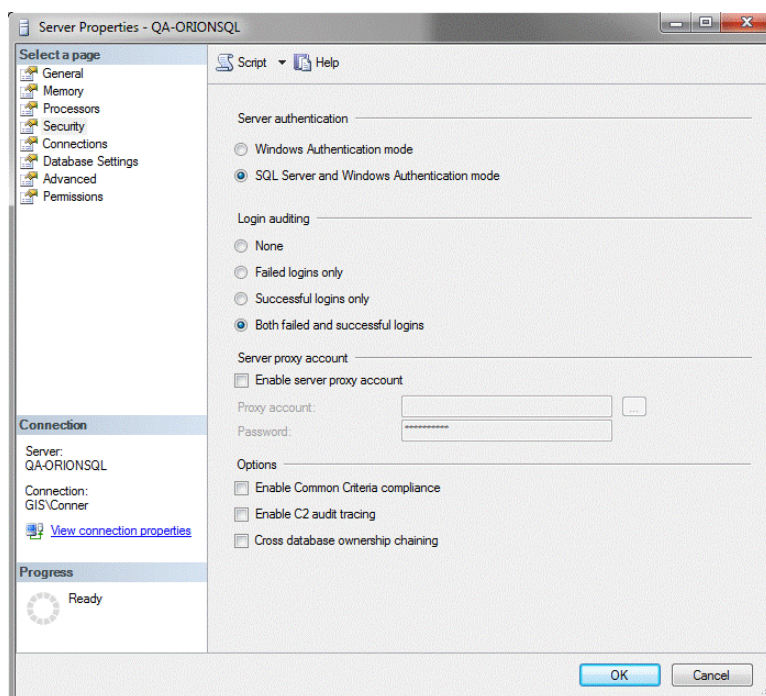 Server Properties - QA-ORIONSQL
Select a page
General
Memory
Processors
Security
Connections
Database Settings
Advanced
Permissions
Connection
Server:
QA-ORIONSQL
Connection:
GIS\Conner
View connection properties
Progress
Ready
Script Help
Server authentication
Windows Authentication mode
SQL Server and Windows Authentication mode
Login auditing
None
Failed logins only
Successful logins only
Both failed and successful logins
Server proxy account
Enable server proxy account
Proxy account:
...
Password:
**********
Options
Enable Common Criteria compliance
Enable C2 audit tracing
Cross database ownership chaining
OK Cancel